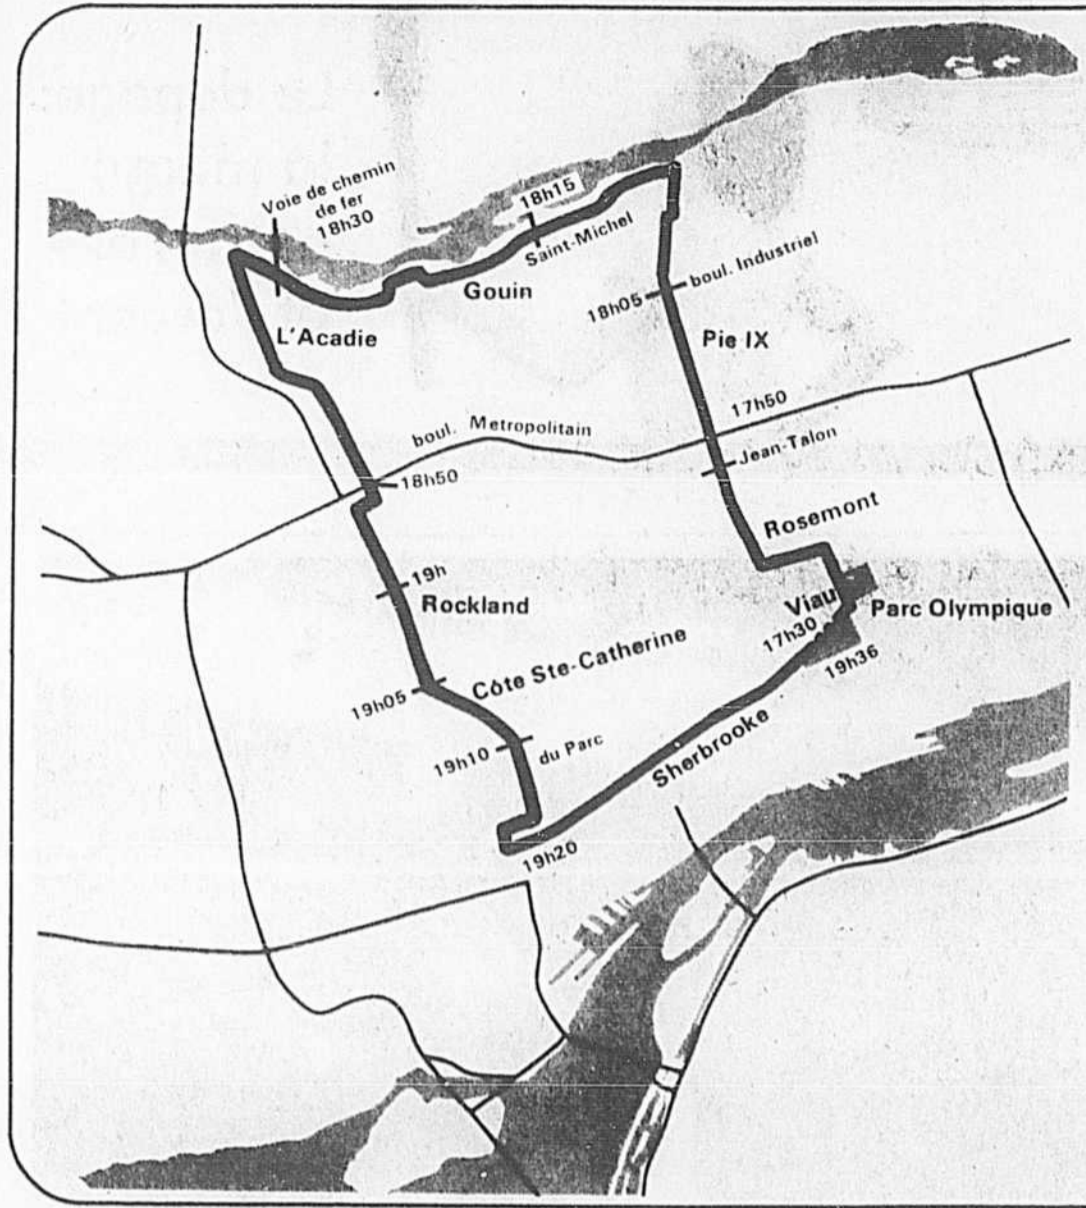 Voie de chemin
de fer
18h30
18h15
Saint-Michel
Gouin
L'Acadie
18h05
boul. Industriel
Pie IX
17h50
boul. Metropolitain
Jean-Talon
18h50
Rosemont
19h
Rockland
Viau
Parc Olympique
17h30
19h36
Côte Ste-Catherine
19h05
19h10
du Parc
Sherbrooke
19h20